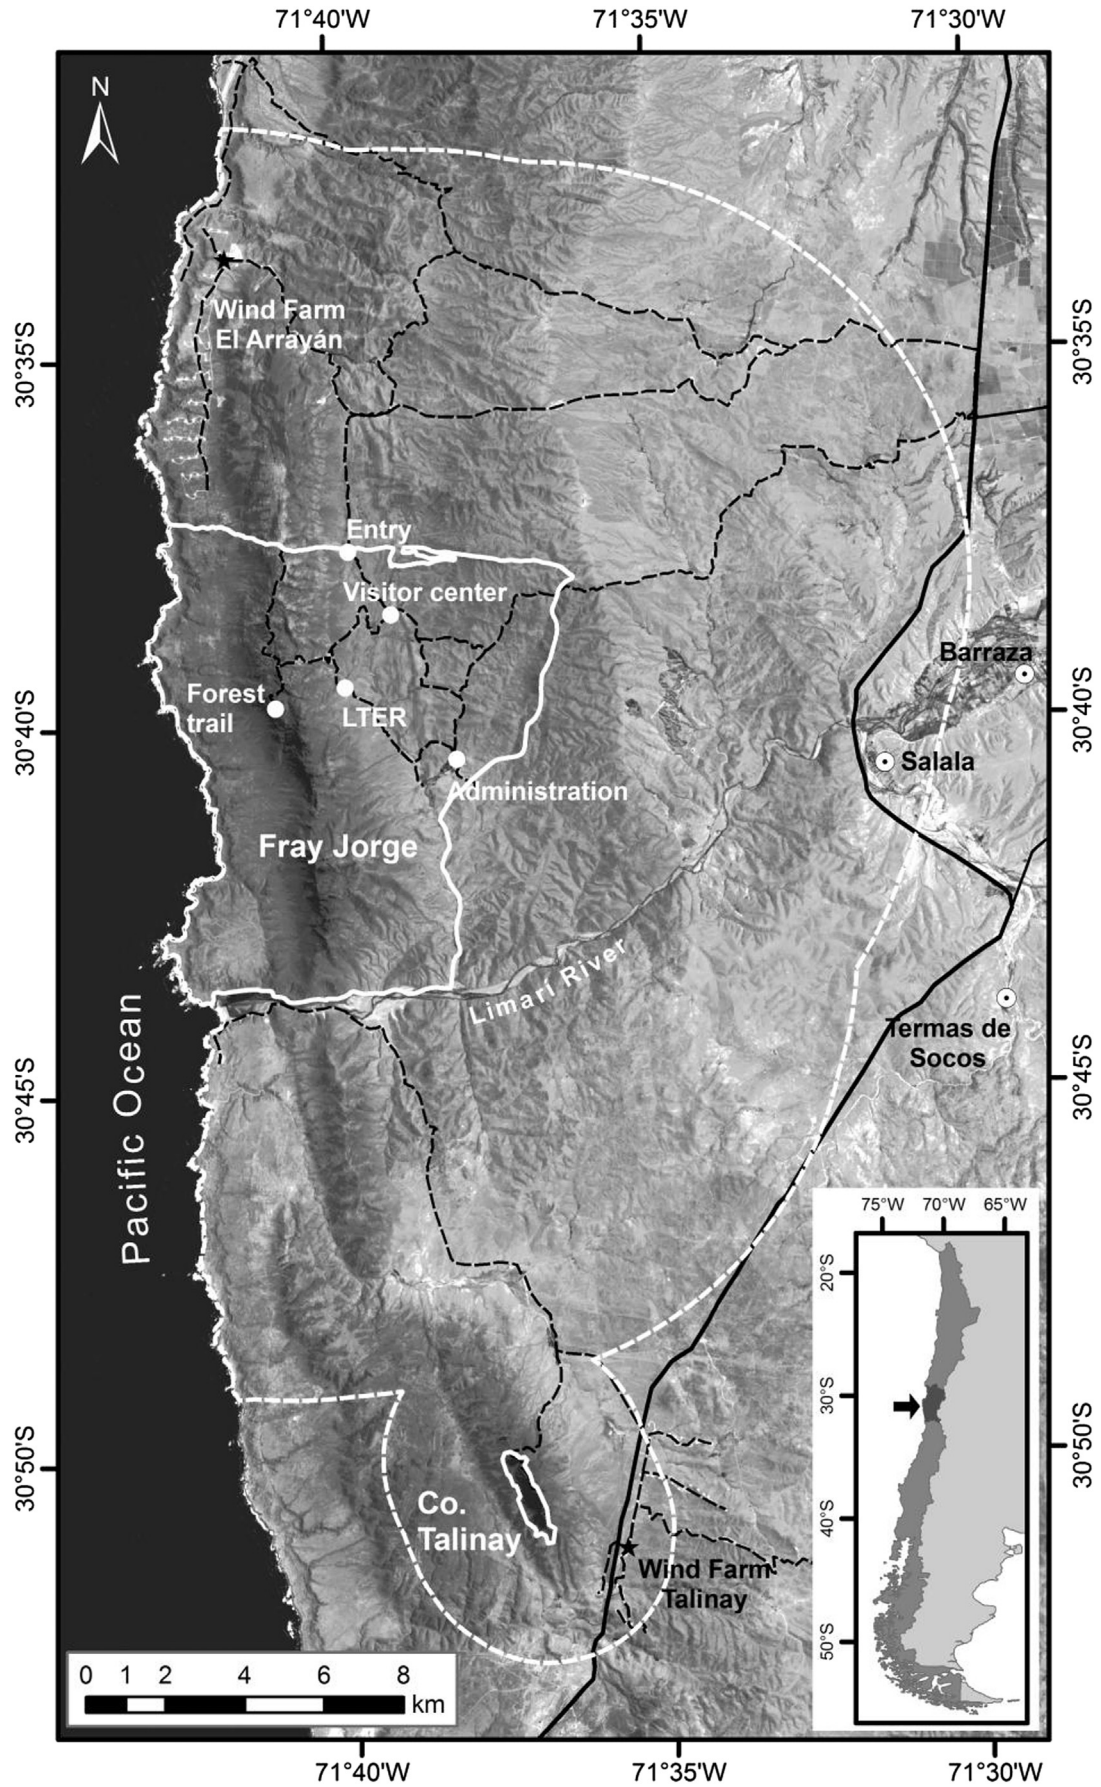 71°40'W
71°35'W
71°30'W
N
Wind Farm
El Arrayán
30°35'S
30°35'S
Entry
Visitor center
Barraza
Forest
trail
LTER
30°40'S
30°40'S
Salala
Administration
Fray Jorge
Limarí River
Pacific Ocean
Termas de
Socos
30°45'S
30°45'S
75°W
70°W
65°W
20°S
30°S
40°S
50°S
30°50'S
30°50'S
Co.
Talinay
Wind Farm
Talinay
0 1 2 4 6 8
km
71°40'W
71°35'W
71°30'W